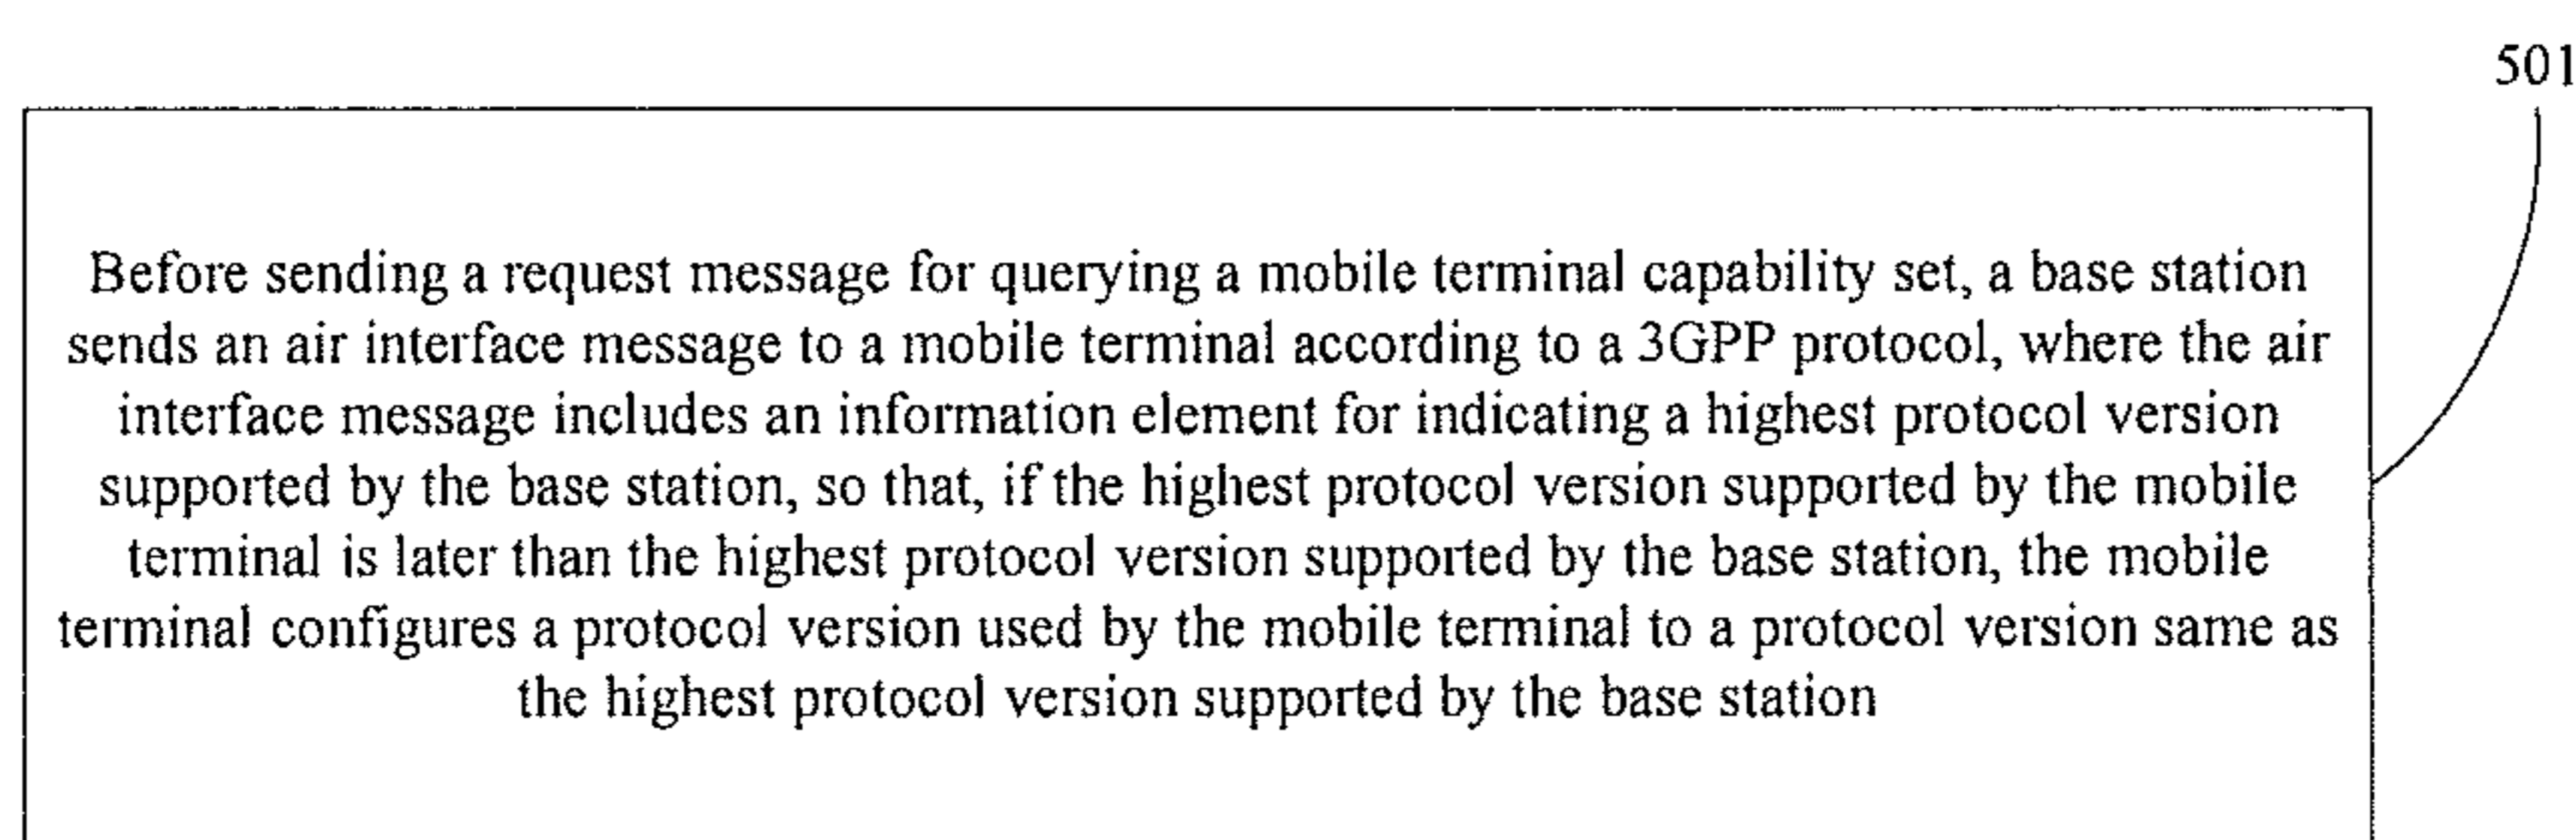 501
Before sending a request message for querying a mobile terminal capability set, a base station
sends an air interface message to a mobile terminal according to a 3GPP protocol, where the air
interface message includes an information element for indicating a highest protocol version
supported by the base station, so that, if the highest protocol version supported by the mobile
terminal is later than the highest protocol version supported by the base station, the mobile
terminal configures a protocol version used by the mobile terminal to a protocol version same as
the highest protocol version supported by the base station